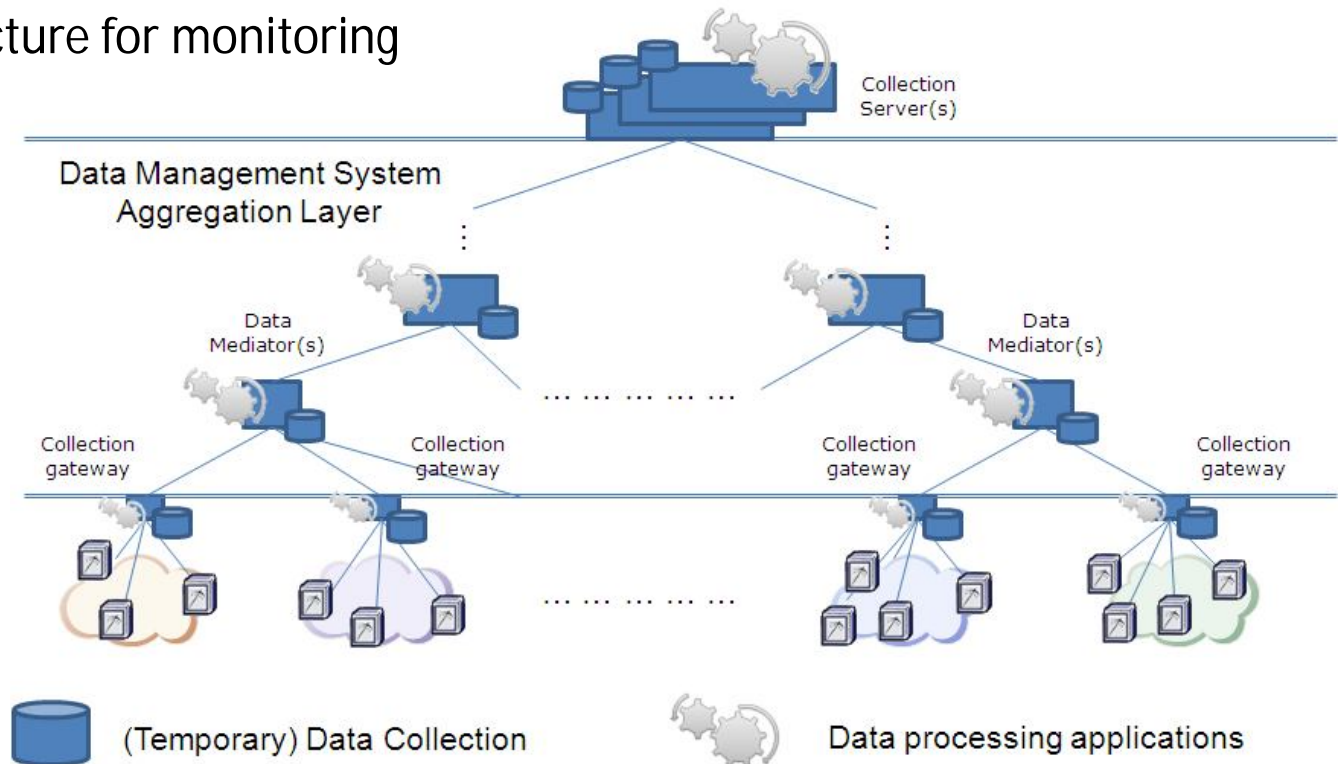 cture for monitoring
Collection
Server(s)
Data Management System
Aggregation Layer
⋮
⋮
Data
Mediator(s)
Data
Mediator(s)
... ... ... ... ...
Collection
gateway
Collection
gateway
Collection
gateway
Collection
gateway
... ... ... ... ...
(Temporary) Data Collection
Data processing applications